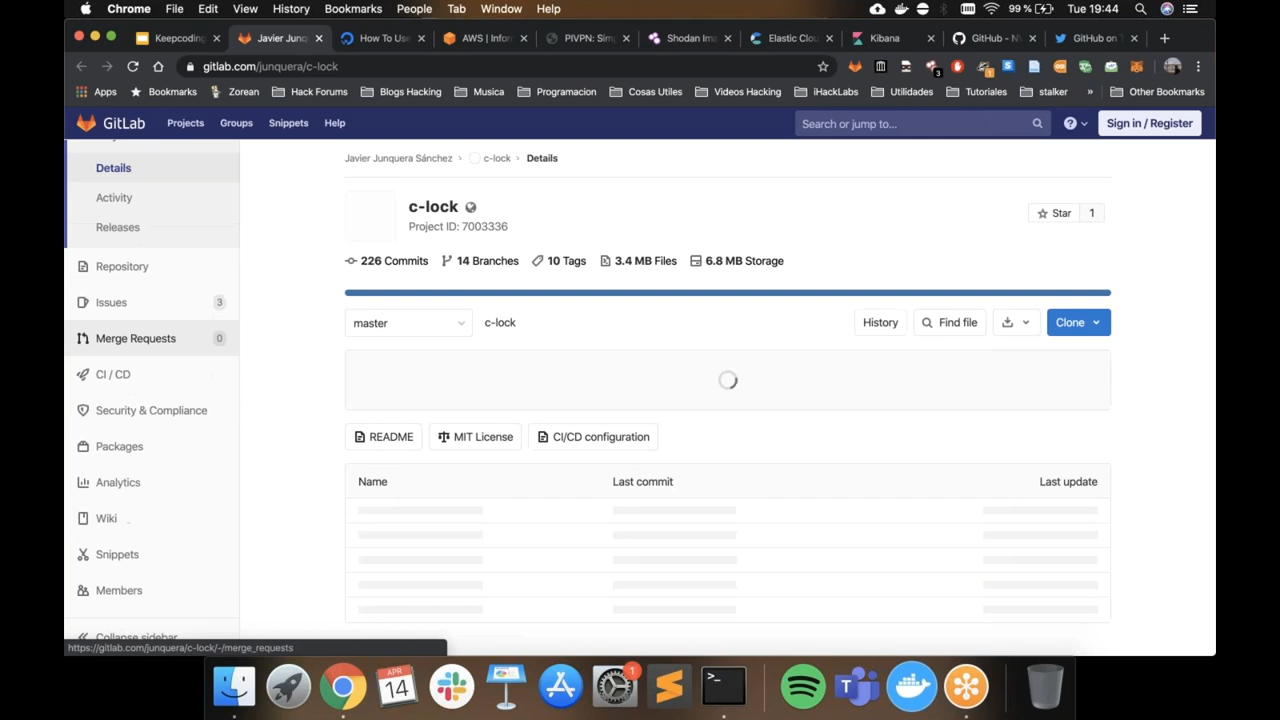 Chrome File Edit View History Bookmarks People Tab Window Help 99 % Tue 19:44
Keepcoding Javier Junq How To Use AWS | Infor PIVPN: Sim Shodan Ima Elastic Clou Kibana GitHub - N GitHub on
gitlab.com/junquera/c-lock 3 1
Apps Bookmarks Zorean Hack Forums Blogs Hacking Musica Programacion Cosas Utiles Videos Hacking iHackLabs Utilidades Tutoriales stalker » Other Bookmarks
GitLab Projects Groups Snippets Help Search or jump to... Sign in / Register
Javier Junquera Sánchez › c-lock › Details
Details
Activity
Releases
Repository
Issues 3
Merge Requests 0
CI / CD
Security & Compliance
Packages
Analytics
Wiki
Snippets
Members
Collapse sidebar
c-lock
Project ID: 7003336
Star 1
226 Commits 14 Branches 10 Tags 3.4 MB Files 6.8 MB Storage
master c-lock History Find file Clone
README MIT License CI/CD configuration
Name Last commit Last update
https://gitlab.com/junquera/c-lock/-/merge_requests
APR
14
1